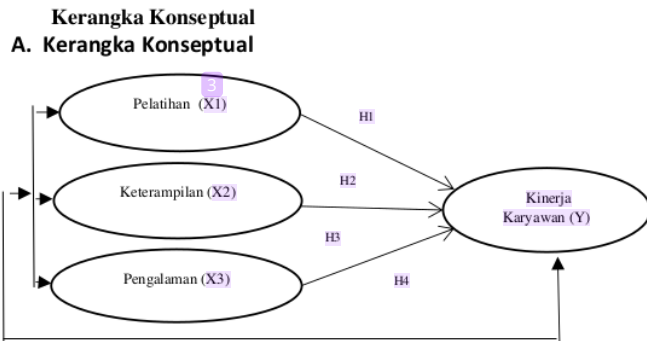 Kerangka Konseptual
A. Kerangka Konseptual
3
Pelatihan (X1)
H1
Keterampilan (X2)
H2
Kinerja
Karyawan (Y)
H3
Pengalaman (X3)
H4